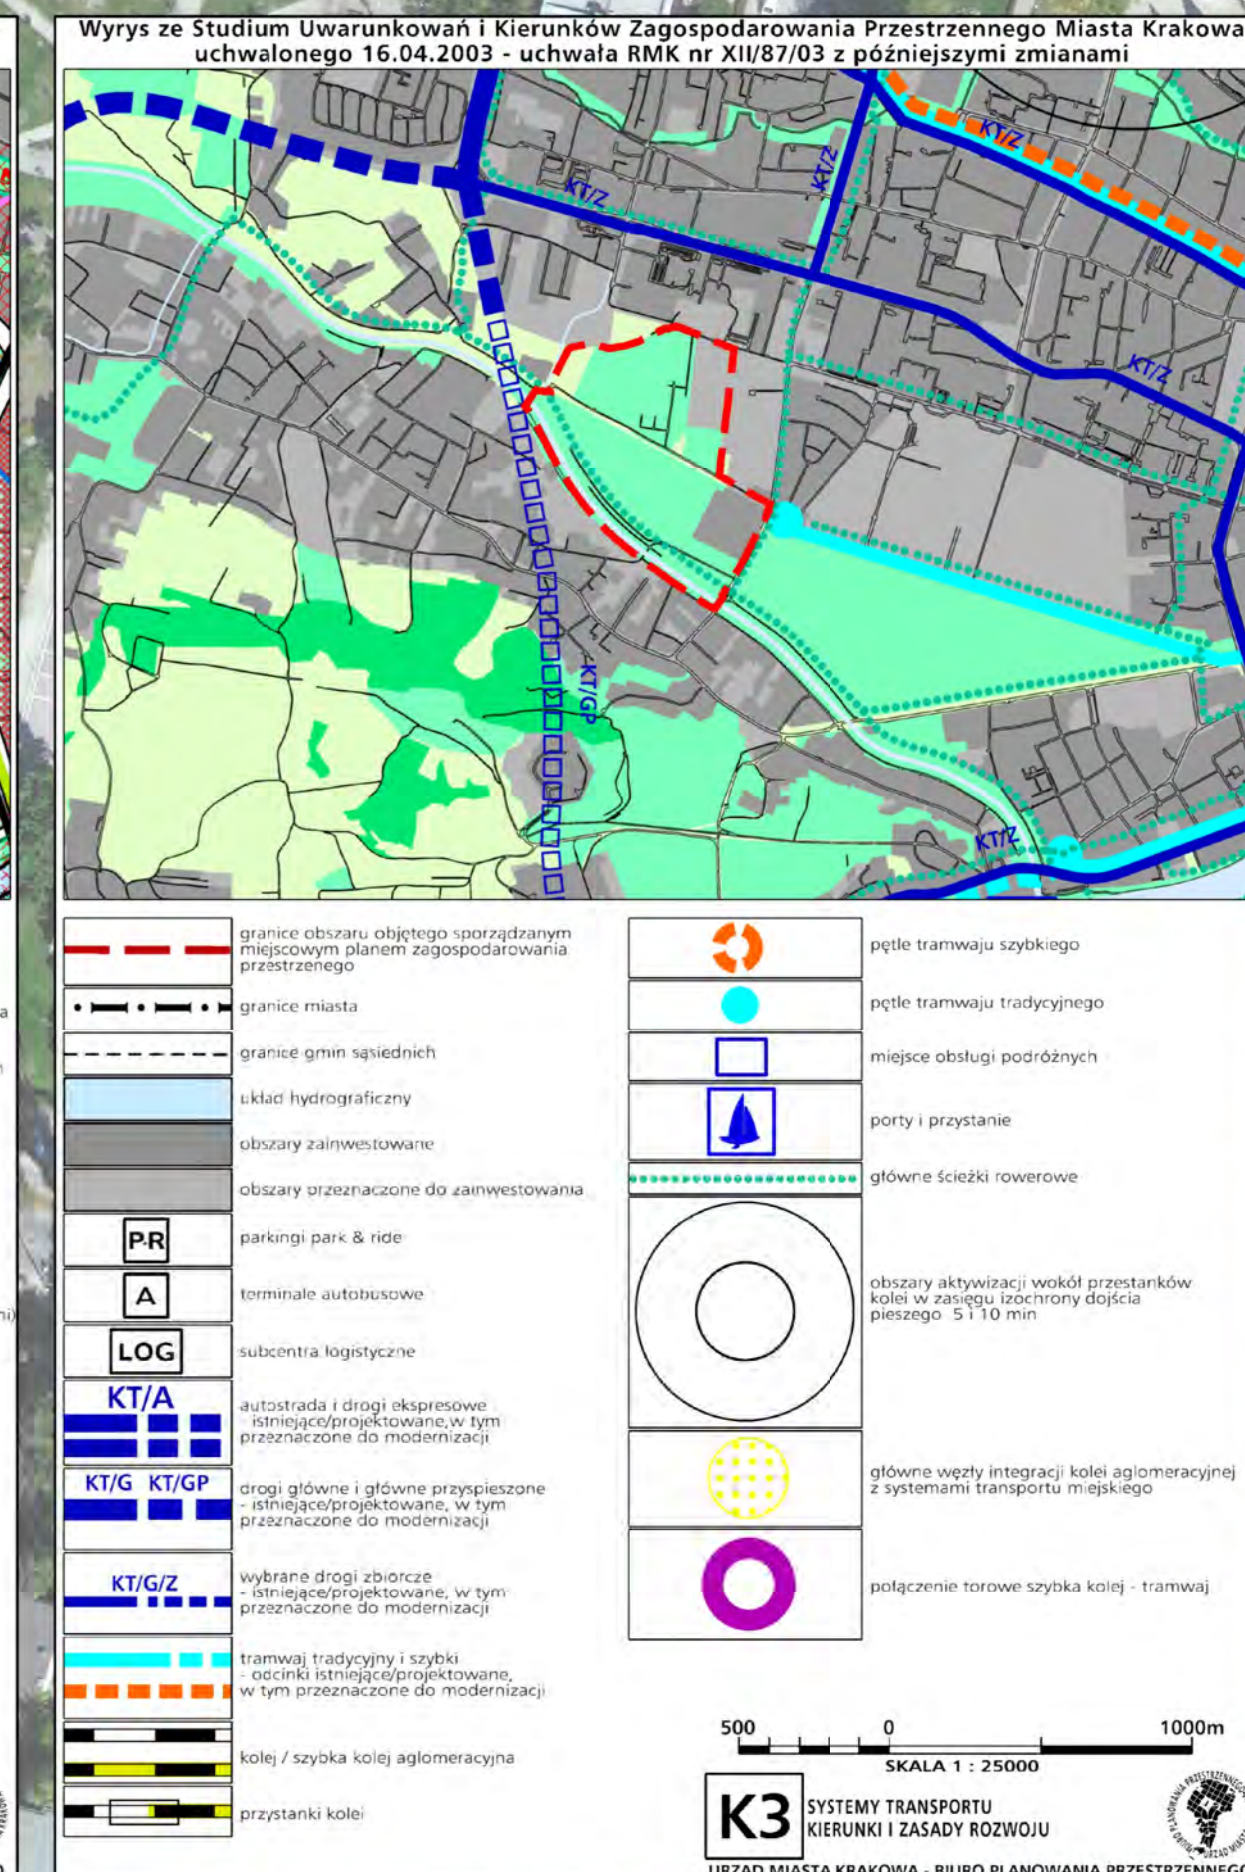 Wyrys ze Studium Uwarunkowań i Kierunków Zagospodarowania Przestrzennego Miasta Krakowa
uchwalonego 16.04.2003 - uchwała RMK nr XII/87/03 z późniejszymi zmianami
KT/Z
KT/Z
KT/Z
KT/Z
KT/GP
KT/Z
granice obszaru objętego sporządzanym
miejscowym planem zagospodarowania
przestrzenego
granice miasta
granice gmin sąsiednich
układ hydrograficzny
obszary zainwestowane
obszary przeznaczone do zainwestowania
P-R
parkingi park & ride
A
terminale autobusowe
LOG
subcentra logistyczne
KT/A
autostrada i drogi ekspresowe
- istniejące/projektowane,w tym
przeznaczone do modernizacji
KT/G KT/GP
drogi główne i główne przyspieszone
- istniejące/projektowane, w tym
przeznaczone do modernizacji
KT/G/Z
wybrane drogi zbiorcze
- istniejące/projektowane, w tym
przeznaczone do modernizacji
tramwaj tradycyjny i szybki
- odcinki istniejące/projektowane,
w tym przeznaczone do modernizacji
kolej / szybka kolej aglomeracyjna
przystanki kolei
pętle tramwaju szybkiego
pętle tramwaju tradycyjnego
miejsce obsługi podróżnych
porty i przystanie
główne ścieżki rowerowe
obszary aktywizacji wokół przestanków
kolei w zasięgu izochrony dojścia
pieszego 5 i 10 min
główne węzły integracji kolei aglomeracyjnej
z systemami transportu miejskiego
połączenie torowe szybka kolej - tramwaj
500 0 1000m
SKALA 1 : 25000
K3
SYSTEMY TRANSPORTU
KIERUNKI I ZASADY ROZWOJU
URZĄD MIASTA KRAKOWA - BIURO PLANOWANIA PRZESTRZENNEGO